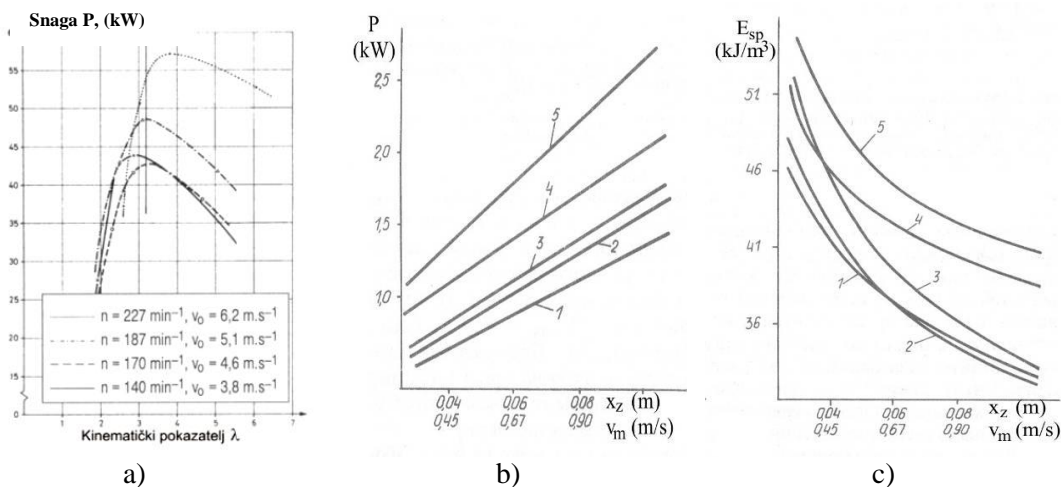 Snaga P, (kW)
55
50
45
40
35
30
25
20
15
0
n = 227 min⁻¹, v₀ = 6,2 m.s⁻¹
n = 187 min⁻¹, v₀ = 5,1 m.s⁻¹
n = 170 min⁻¹, v₀ = 4,6 m.s⁻¹
n = 140 min⁻¹, v₀ = 3,8 m.s⁻¹
1 2 3 4 5 6 7
Kinematički pokazatelj λ
a)
P
(kW)
2,5
2,0
1,5
1,0
5
4
3
2
1
0,04 0,06 0,08 x_z (m)
0,45 0,67 0,90 v_m (m/s)
b)
E_sp
(kJ/m³)
51
46
41
36
5
4
3
1
2
0,04 0,06 0,08 x_z (m)
0,45 0,67 0,90 v_m (m/s)
c)